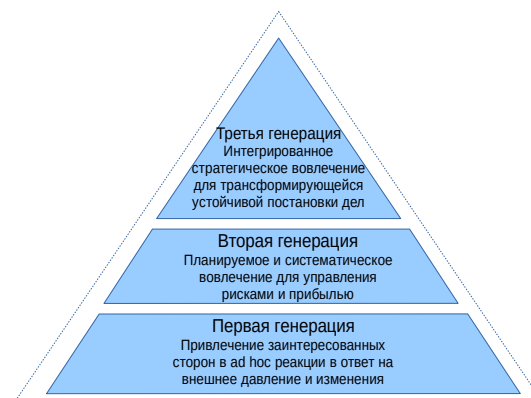 Третья генерация
Интегрированное
стратегическое вовлечение
для трансформирующейся
устойчивой постановки дел
Вторая генерация
Планируемое и систематическое
вовлечение для управления
рисками и прибылью
Первая генерация
Привлечение заинтересованных
сторон в ad hoc реакции в ответ на
внешнее давление и изменения